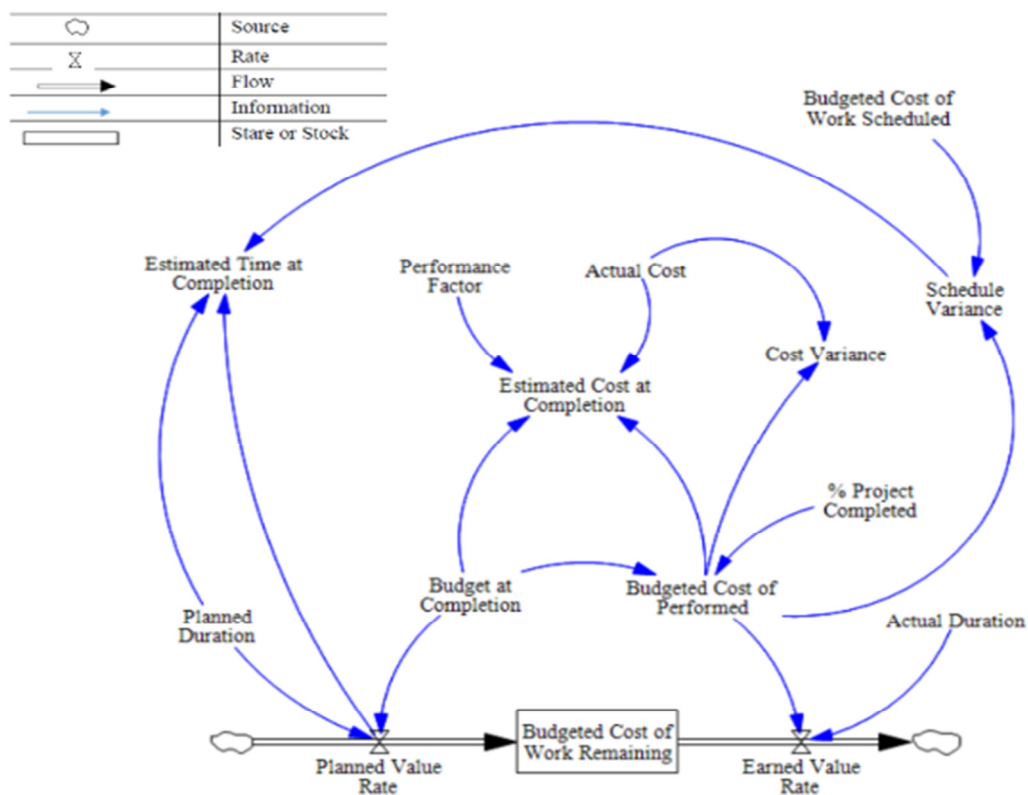 Source
Rate
Flow
Information
Stare or Stock
Budgeted Cost of
Work Scheduled
Estimated Time at
Completion
Performance
Factor
Actual Cost
Schedule
Variance
Cost Variance
Estimated Cost at
Completion
% Project
Completed
Budget at
Completion
Budgeted Cost of
Performed
Planned
Duration
Actual Duration
Budgeted Cost of
Work Remaining
Planned Value
Rate
Earned Value
Rate